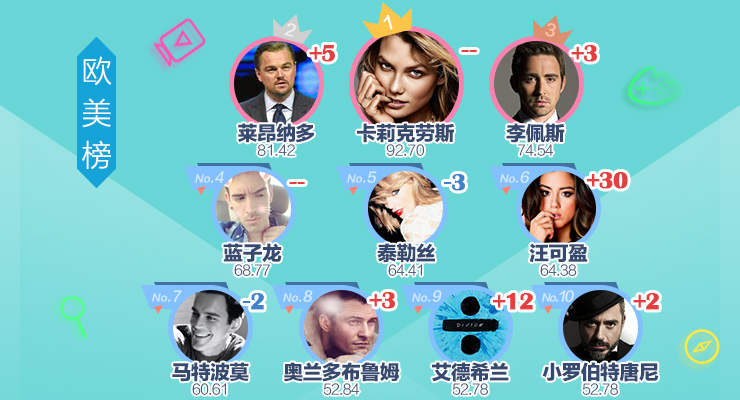 欧美榜
2
1
3
+5
--
+3
莱昂纳多
卡莉克劳斯
李佩斯
81.42
92.70
74.54
No.4
--
No.5
-3
No.6
+30
蓝子龙
泰勒丝
汪可盈
68.77
64.41
64.38
No.7
-2
No.8
+3
No.9
+12
No.10
+2
DIVIDE
马特波莫
奥兰多布鲁姆
艾德希兰
小罗伯特唐尼
60.61
52.84
52.78
52.78